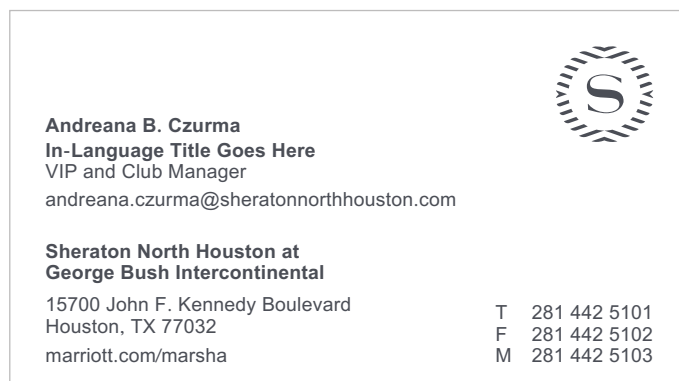 S
Andreana B. Czurma
In-Language Title Goes Here
VIP and Club Manager
andreana.czurma@sheratonnorthhouston.com
Sheraton North Houston at
George Bush Intercontinental
15700 John F. Kennedy Boulevard
Houston, TX 77032
marriott.com/marsha
T 281 442 5101
F 281 442 5102
M 281 442 5103